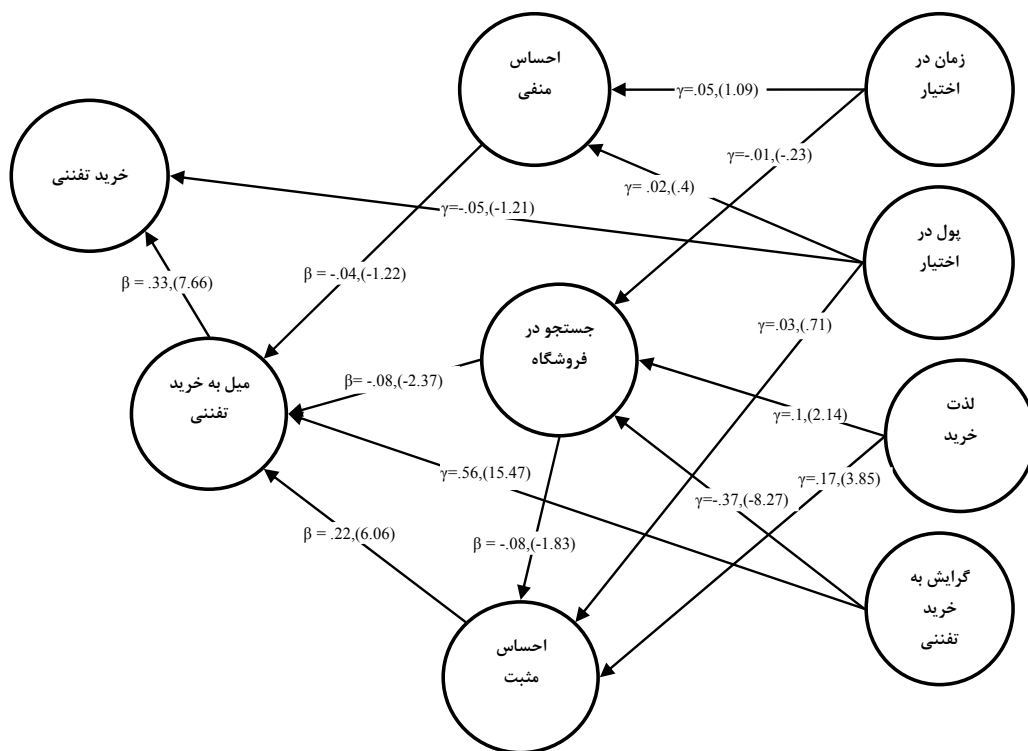 زمان در
اختیار
احساس
منفی
خرید تفننی
پول در
اختیار
جستجو در
فروشگاه
میل به خرید
تفننی
لذت
خرید
گرایش به
خرید
تفننی
احساس
مثبت
γ=.05,(1.09)
γ=-.01,(-.23)
γ= .02,(.4)
γ=-.05,(-1.21)
β = -.04,(-1.22)
β = .33,(7.66)
γ=.03,(.71)
β= -.08,(-2.37)
γ=.1,(2.14)
γ=.56,(15.47)
γ=.17,(3.85)
γ=-.37,(-8.27)
β = .22,(6.06)
β = -.08,(-1.83)